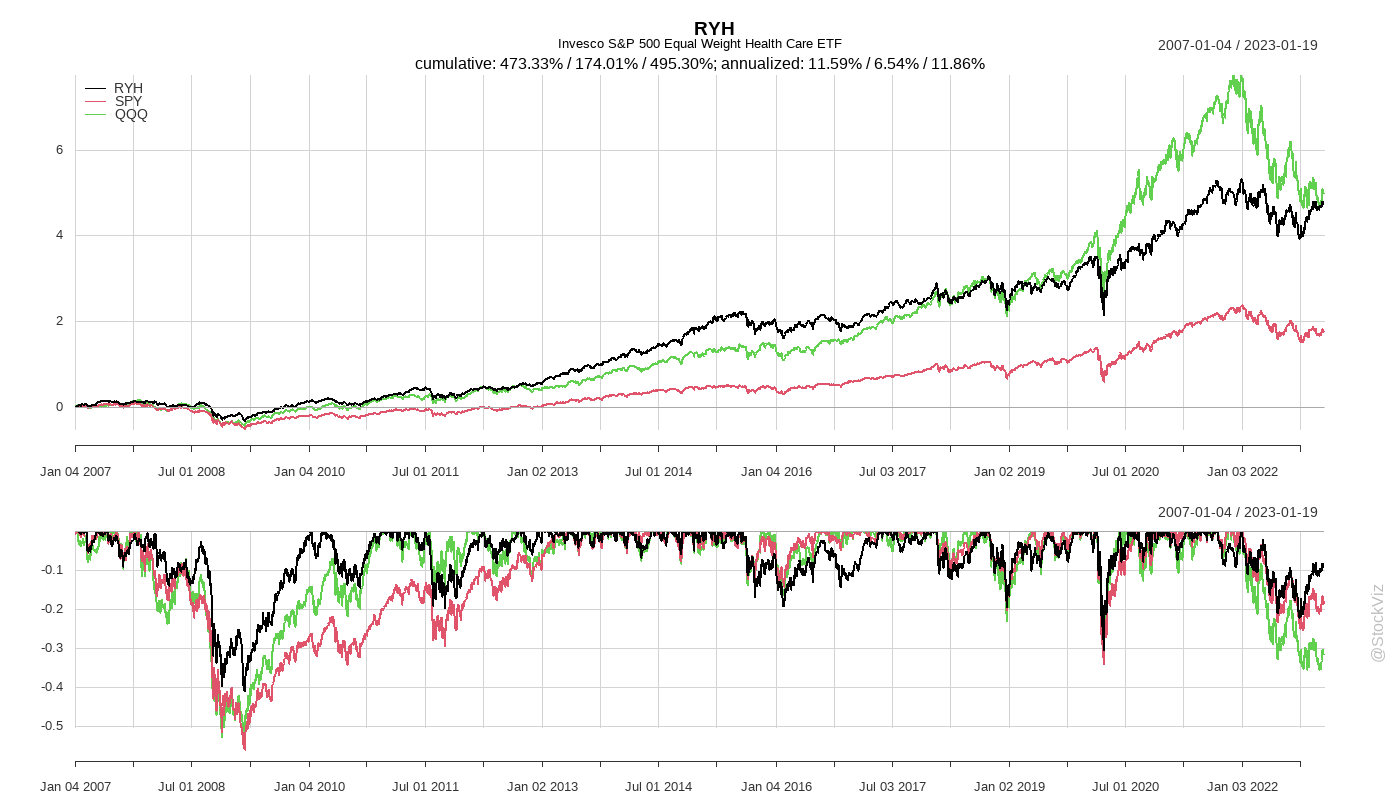 RYH
Invesco S&P 500 Equal Weight Health Care ETF
2007-01-04 / 2023-01-19
cumulative: 473.33% / 174.01% / 495.30%; annualized: 11.59% / 6.54% / 11.86%
RYH
SPY
QQQ
6
4
2
0
Jan 04 2007 Jul 01 2008 Jan 04 2010 Jul 01 2011 Jan 02 2013 Jul 01 2014 Jan 04 2016 Jul 03 2017 Jan 02 2019 Jul 01 2020 Jan 03 2022
2007-01-04 / 2023-01-19
-0.1
-0.2
-0.3
-0.4
-0.5
Jan 04 2007 Jul 01 2008 Jan 04 2010 Jul 01 2011 Jan 02 2013 Jul 01 2014 Jan 04 2016 Jul 03 2017 Jan 02 2019 Jul 01 2020 Jan 03 2022
@StockViz